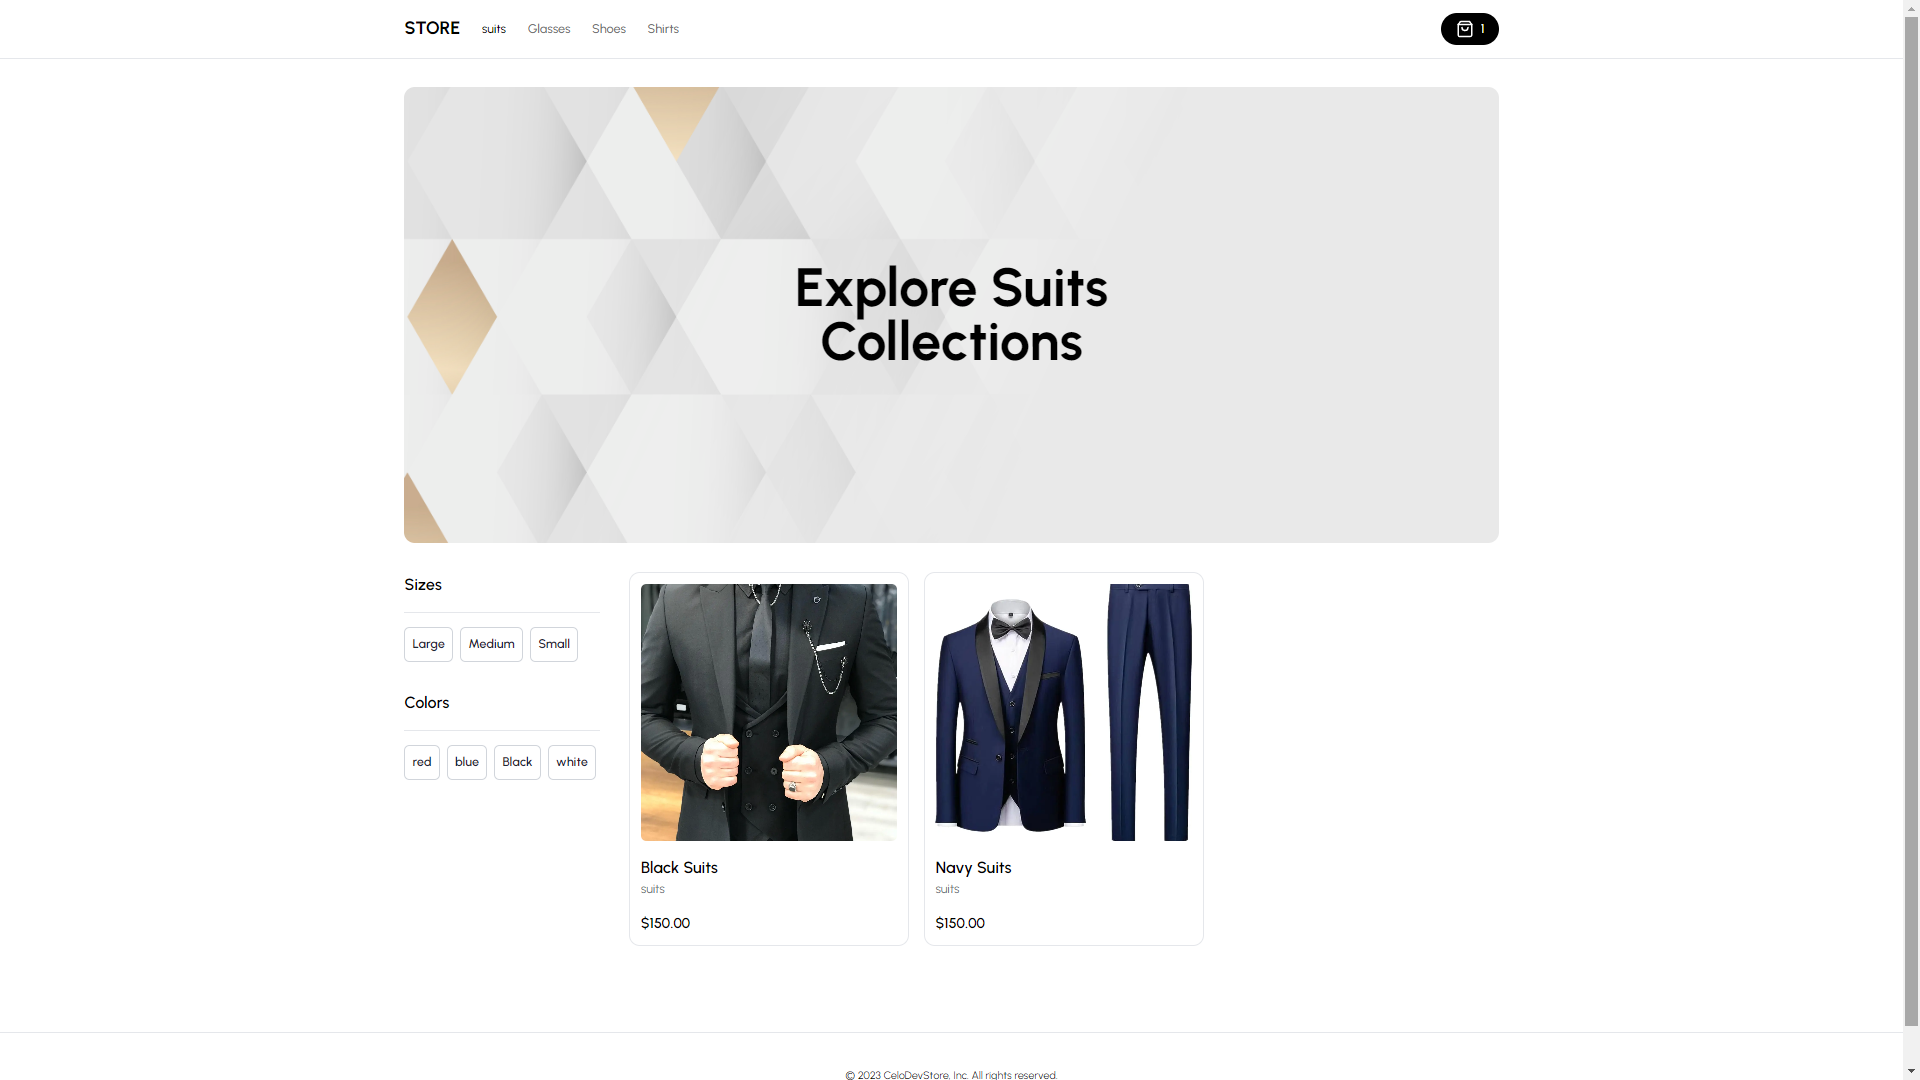 STORE suits Glasses Shoes Shirts 1
Explore Suits
Collections
Sizes
Large Medium Small
Colors
red blue Black white
Black Suits
suits
$150.00
Navy Suits
suits
$150.00
© 2023 CeloDevStore, Inc. All rights reserved.